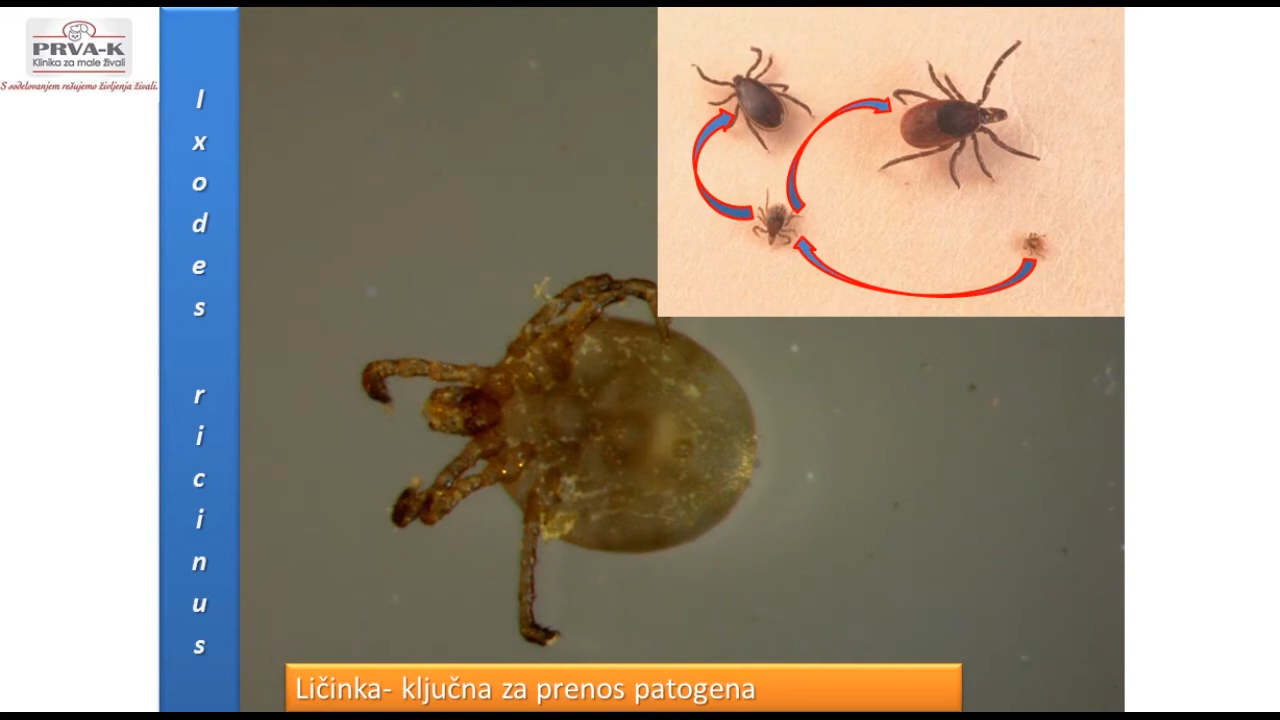 PRVA-K
Klinika za male živali
S sodelovanjem rešujemo življenja živali.
Ixodes ricinus
Ličinka- ključna za prenos patogena